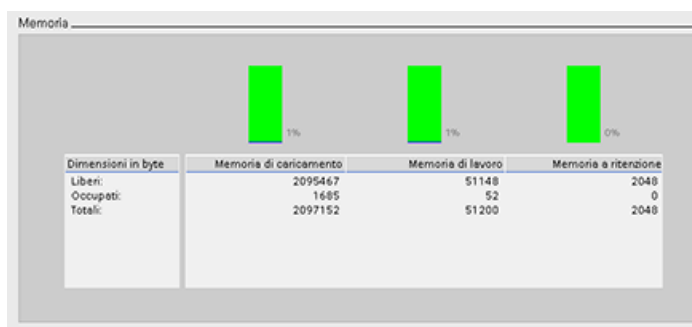 Memoria
1% 1% 0%
Dimensioni in byte Memoria di caricamento Memoria di lavoro Memoria a ritenzione
Liberi: 2095467 51148 2048
Occupati: 1685 52 0
Totali: 2097152 51200 2048